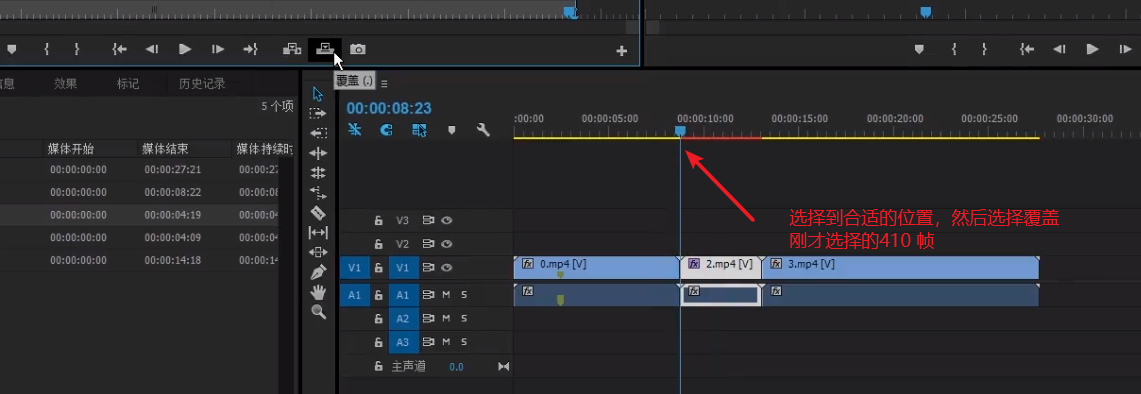 覆盖 (.)
息 效果 标记 历史记录
5 个项
媒体开始 媒体结束 媒体持续时
00:00:00:00 00:00:27:21 00:00:27
00:00:00:00 00:00:08:22 00:00:08
00:00:00:00 00:00:04:19 00:00:04
00:00:00:00 00:00:04:09 00:00:04
00:00:00:00 00:00:14:18 00:00:14
00:00:08:23
:00:00 00:00:05:00 00:00:10:00 00:00:15:00 00:00:20:00 00:00:25:00 00:00:30:00
选择到合适的位置，然后选择覆盖
刚才选择的410 帧
V3
V2
V1 V1 fx 0.mp4 [V] fx 2.mp4 [V] fx 3.mp4 [V]
A1 A1 M S fx fx fx
A2 M S
A3 M S
主声道 0.0